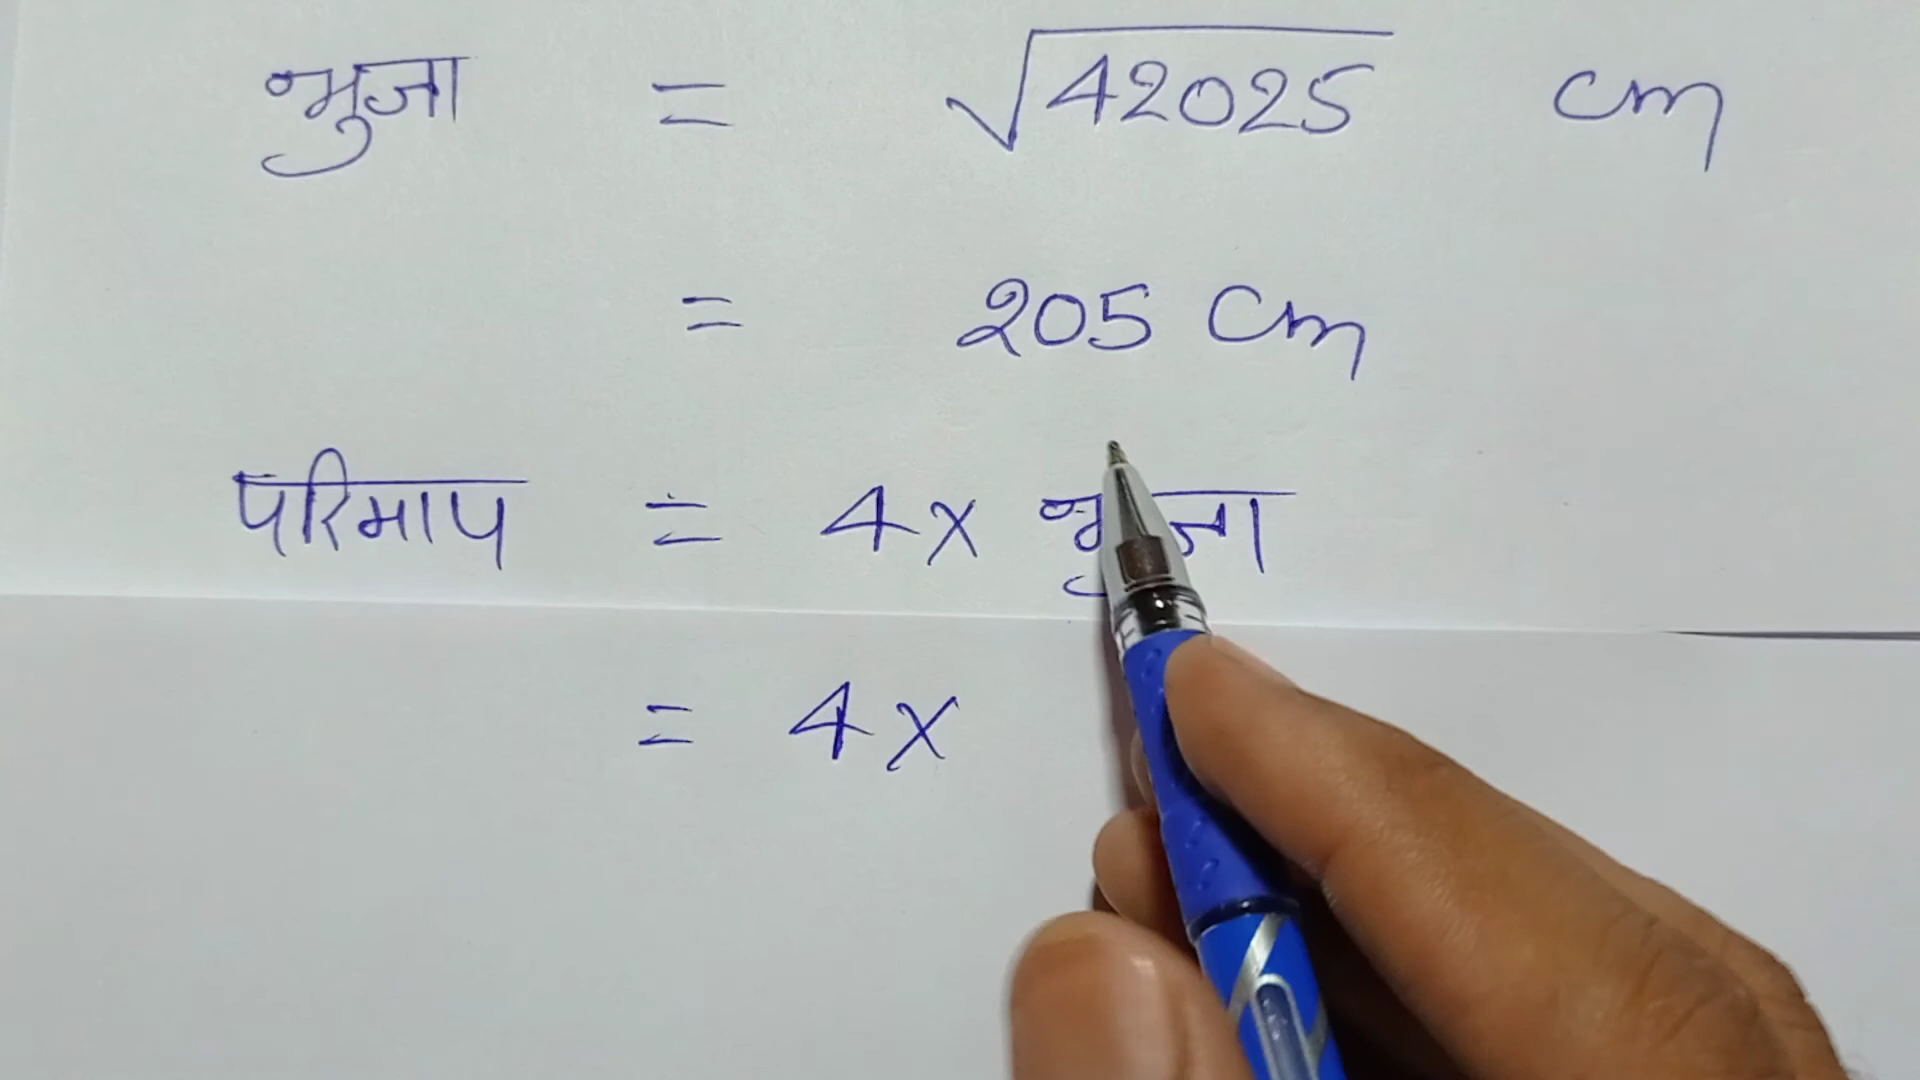 भुजा = √42025 cm
= 205 cm
परिमाप = 4 x भुजा
= 4 x